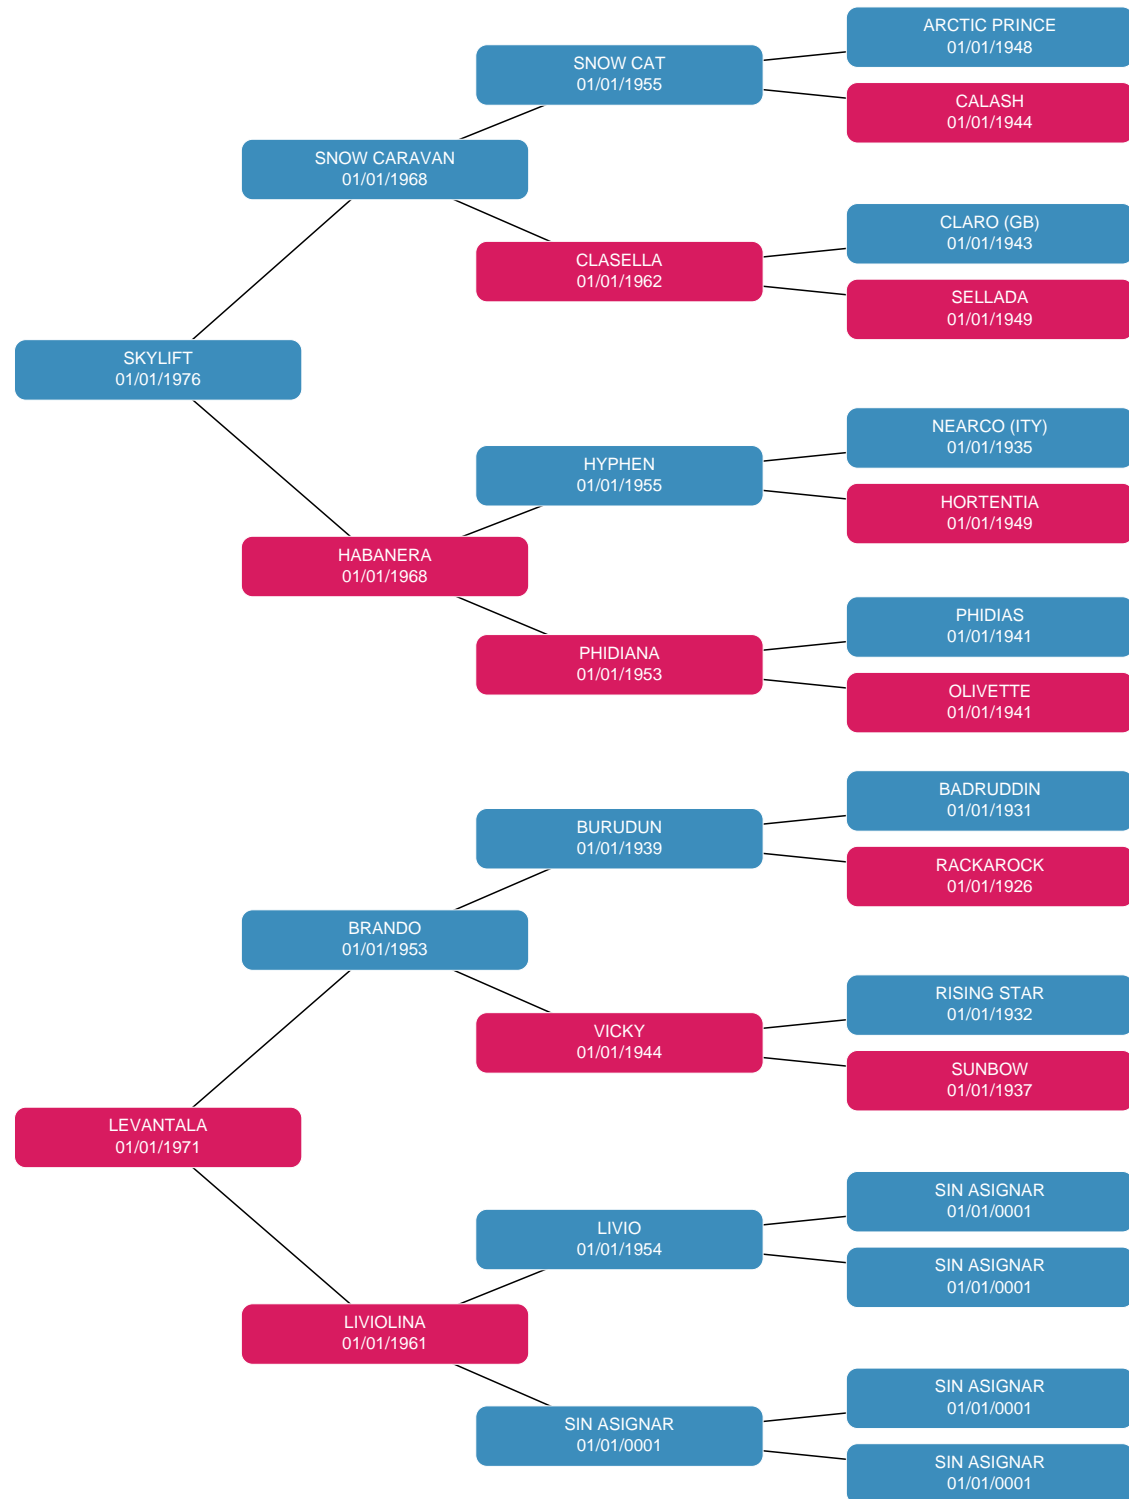 ARCTIC PRINCE
01/01/1948
SNOW CAT
01/01/1955
CALASH
01/01/1944
SNOW CARAVAN
01/01/1968
CLARO (GB)
01/01/1943
CLASELLA
01/01/1962
SELLADA
01/01/1949
SKYLIFT
01/01/1976
NEARCO (ITY)
01/01/1935
HYPHEN
01/01/1955
HORTENTIA
01/01/1949
HABANERA
01/01/1968
PHIDIAS
01/01/1941
PHIDIANA
01/01/1953
OLIVETTE
01/01/1941
BADRUDDIN
01/01/1931
BURUDUN
01/01/1939
RACKAROCK
01/01/1926
BRANDO
01/01/1953
RISING STAR
01/01/1932
VICKY
01/01/1944
SUNBOW
01/01/1937
LEVANTALA
01/01/1971
SIN ASIGNAR
01/01/0001
LIVIO
01/01/1954
SIN ASIGNAR
01/01/0001
LIVIOLINA
01/01/1961
SIN ASIGNAR
01/01/0001
SIN ASIGNAR
01/01/0001
SIN ASIGNAR
01/01/0001